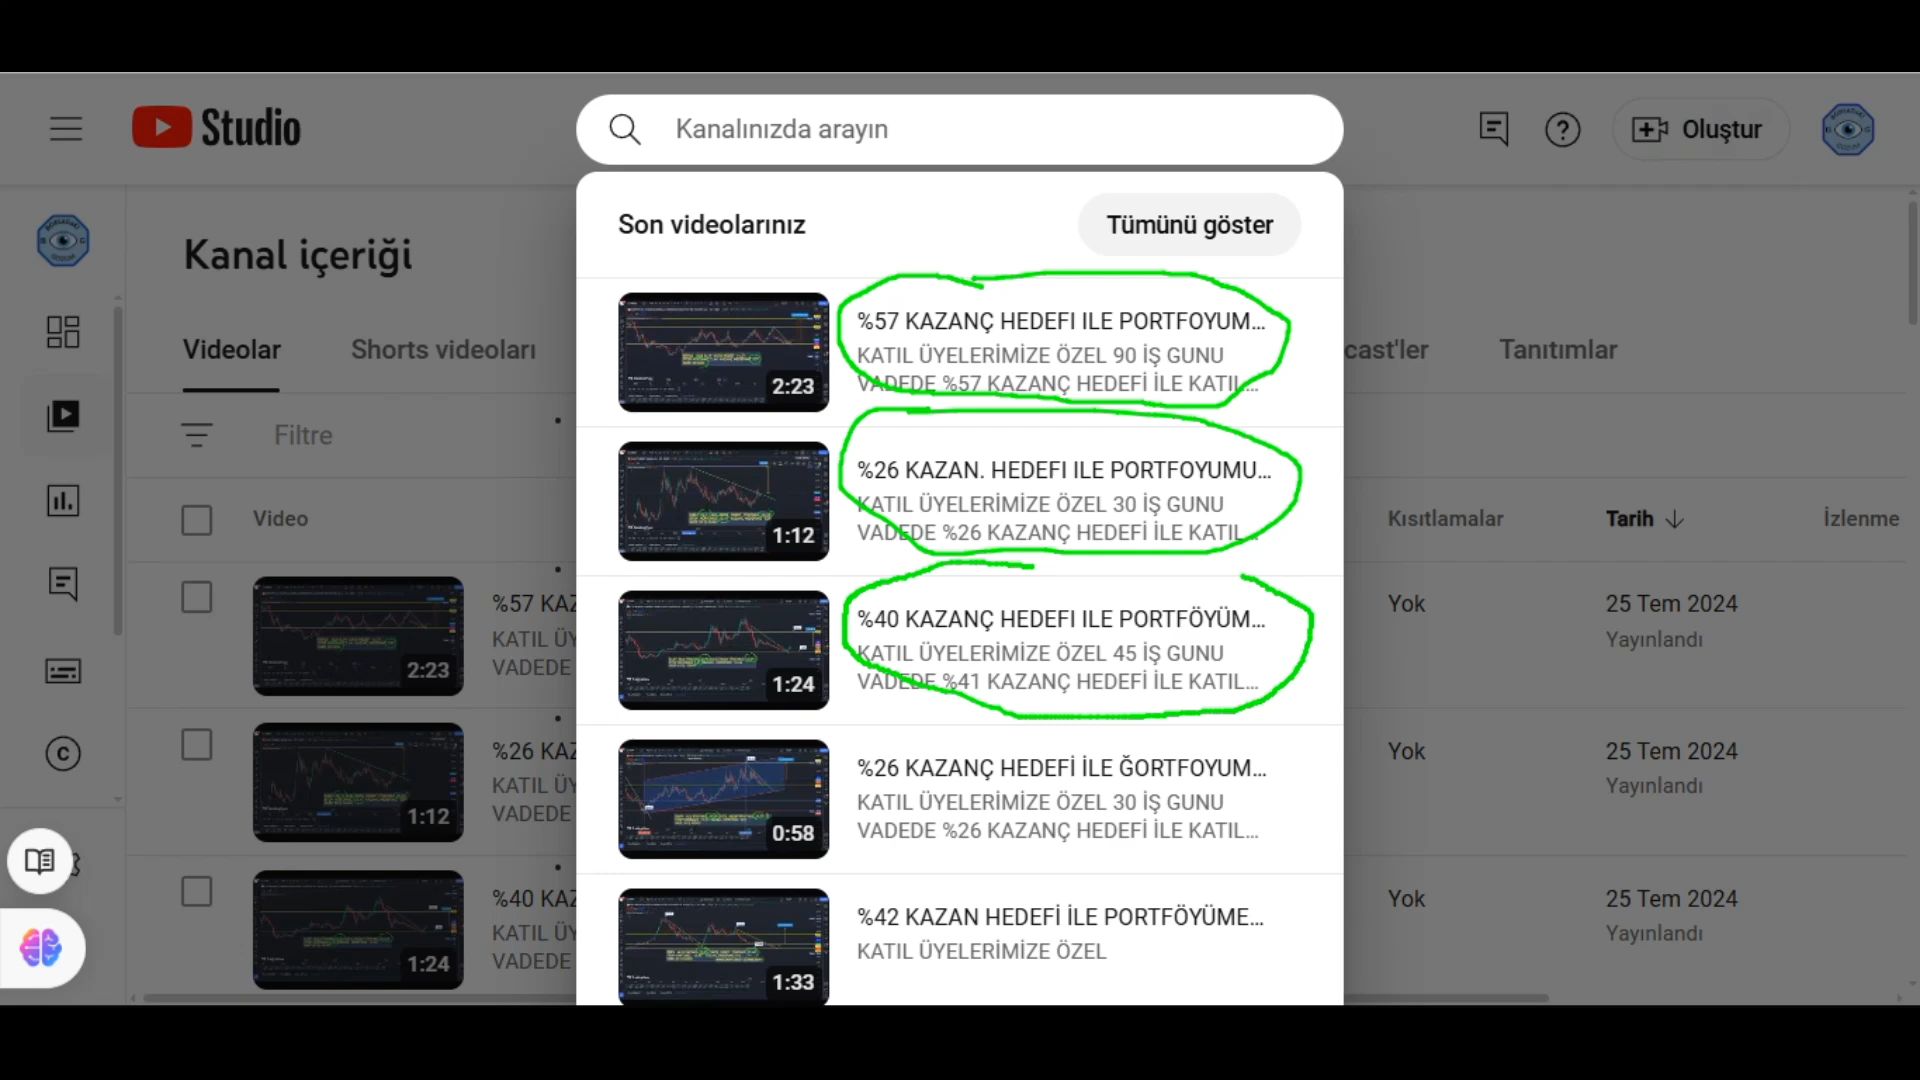 Studio
Kanalınızda arayın
Oluştur
Son videolarınız
Tümünü göster
Kanal içeriği
Videolar
Shorts videoları
cast'ler
Tanıtımlar
Filtre
Video
Kısıtlamalar
Tarih
İzlenme
%57 KAZANÇ HEDEFI ILE PORTFOYUM...
KATIL ÜYELERİMİZE ÖZEL 90 İŞ GUNU
VADEDE %57 KAZANÇ HEDEFİ İLE KATIL...
2:23
%26 KAZAN. HEDEFI ILE PORTFOYUMU...
KATIL ÜYELERİMİZE ÖZEL 30 İŞ GUNU
VADEDE %26 KAZANÇ HEDEFİ İLE KATIL...
1:12
%40 KAZANÇ HEDEFI ILE PORTFÖYÜM...
KATIL ÜYELERİMİZE ÖZEL 45 İŞ GUNU
VADEDE %41 KAZANÇ HEDEFİ İLE KATIL...
1:24
%26 KAZANÇ HEDEFİ İLE ĞORTFOYUM...
KATIL ÜYELERİMİZE ÖZEL 30 İŞ GUNU
VADEDE %26 KAZANÇ HEDEFİ İLE KATIL...
0:58
%42 KAZAN HEDEFİ İLE PORTFÖYÜME...
KATIL ÜYELERİMİZE ÖZEL
1:33
%57 KAZ
KATIL ÜY
VADEDE
2:23
Yok
25 Tem 2024
Yayınlandı
%26 KAZ
KATIL ÜY
VADEDE
1:12
Yok
25 Tem 2024
Yayınlandı
%40 KAZ
KATIL ÜY
VADEDE
1:24
Yok
25 Tem 2024
Yayınlandı